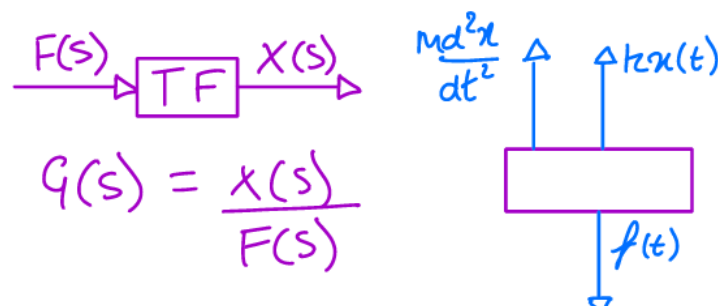 F(s) TF X(s)
G(s) = X(s)
F(s)
Md²x
dt²
kx(t)
f(t)